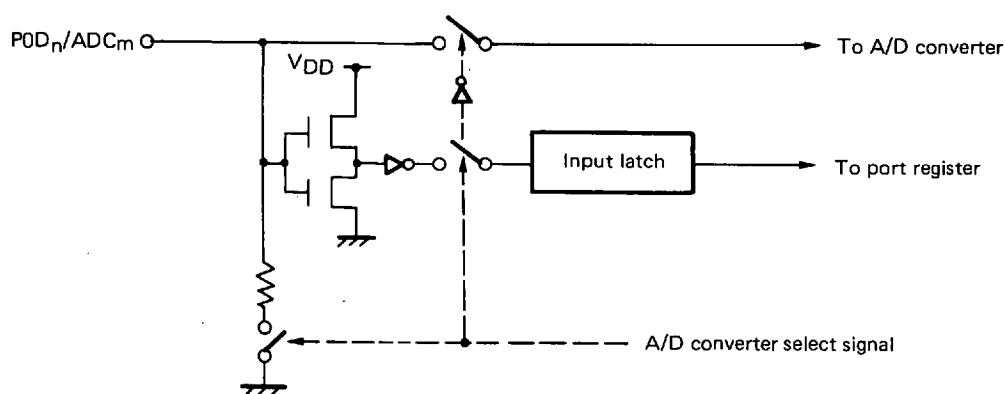 P0Dn/ADCm
To A/D converter
VDD
Input latch
To port register
A/D converter select signal